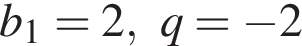 b₁ = 2, q = −2